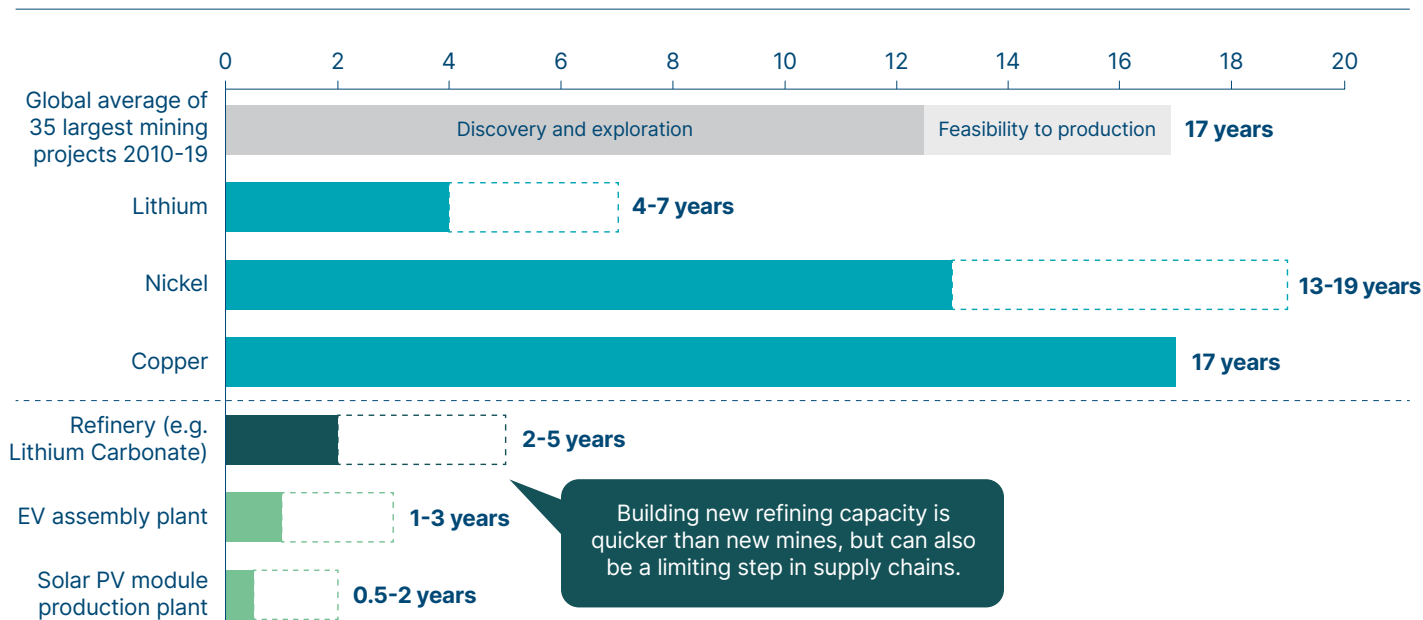 0 2 4 6 8 10 12 14 16 18 20
Global average of
35 largest mining
projects 2010-19
Discovery and exploration
Feasibility to production
17 years
Lithium
4-7 years
Nickel
13-19 years
Copper
17 years
Refinery (e.g.
Lithium Carbonate)
2-5 years
EV assembly plant
1-3 years
Building new refining capacity is
quicker than new mines, but can also
be a limiting step in supply chains.
Solar PV module
production plant
0.5-2 years